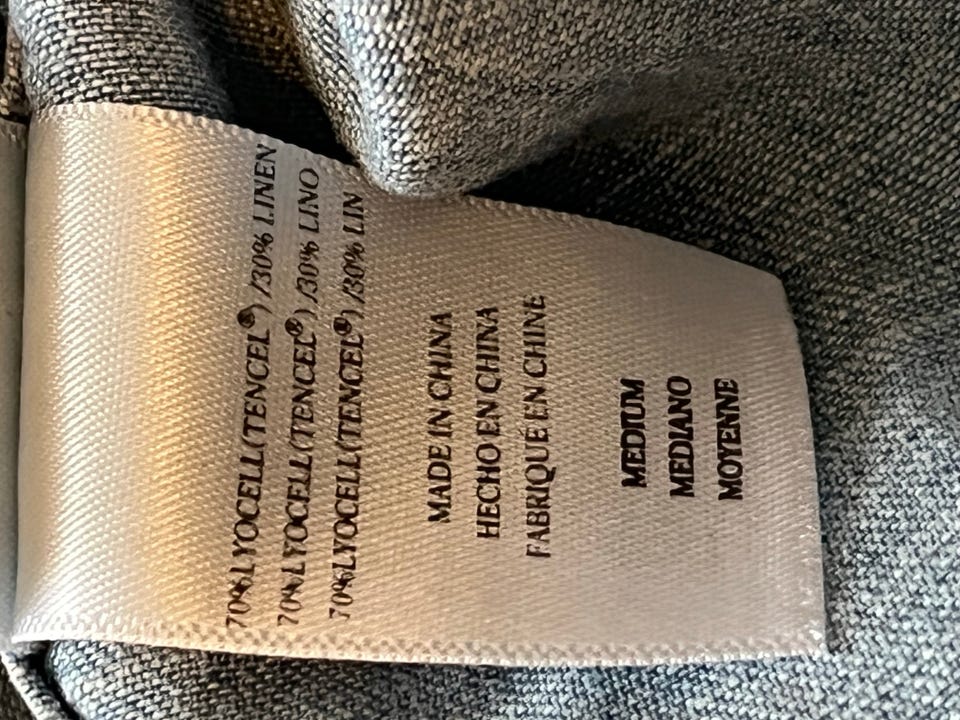 70%LYOCELL(TENCEL®)/30% LINEN
70%LYOCELL(TENCEL®)/30% LINO
70%LYOCELL(TENCEL®)/30% LIN
MADE IN CHINA
HECHO EN CHINA
FABRIQUE EN CHINE
MEDIUM
MEDIANO
MOYENNE